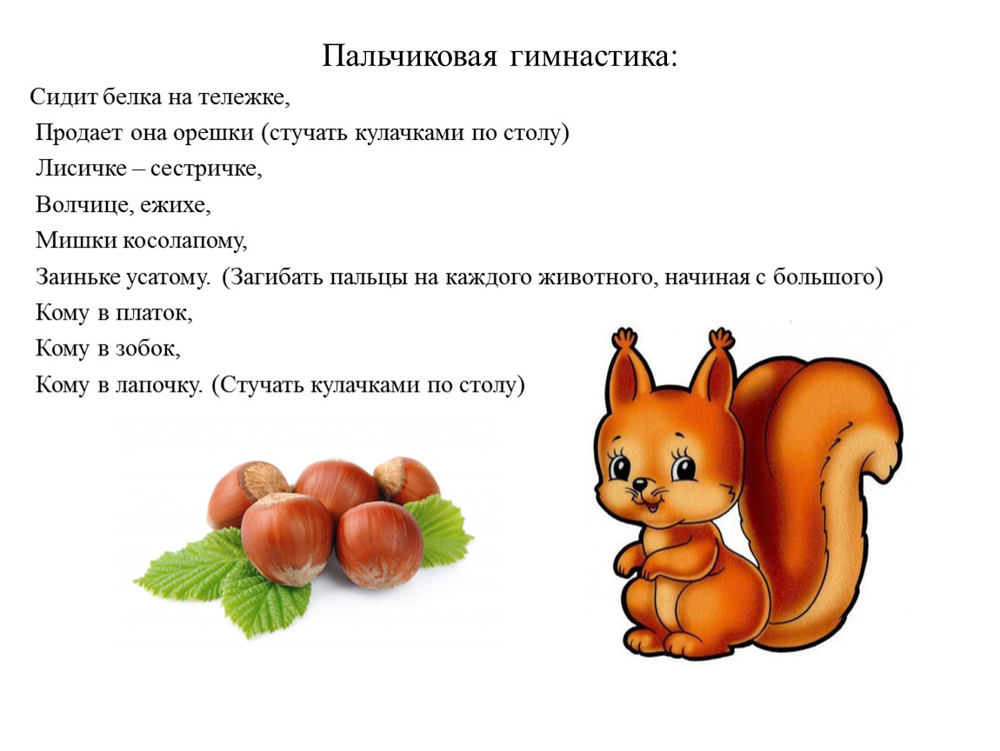 Пальчиковая гимнастика:
Сидит белка на тележке,
Продает она орешки (стучать кулачками по столу)
Лисичке – сестричке,
Волчице, ежихе,
Мишки косолапому,
Заиньке усатому. (Загибать пальцы на каждого животного, начиная с большого)
Кому в платок,
Кому в зобок,
Кому в лапочку. (Стучать кулачками по столу)